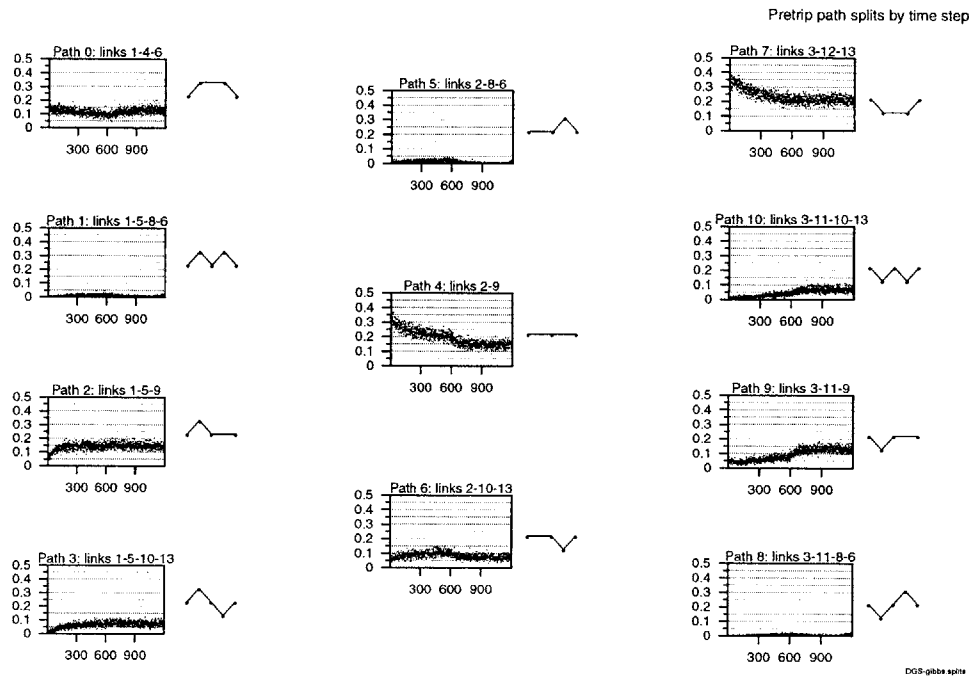 Pretrip path splits by time step
Path 0: links 1-4-6
0.5
0.4
0.3
0.2
0.1
0
300 600 900
Path 1: links 1-5-8-6
0.5
0.4
0.3
0.2
0.1
0
300 600 900
Path 2: links 1-5-9
0.5
0.4
0.3
0.2
0.1
0
300 600 900
Path 3: links 1-5-10-13
0.5
0.4
0.3
0.2
0.1
0
300 600 900
Path 5: links 2-8-6
0.5
0.4
0.3
0.2
0.1
0
300 600 900
Path 4: links 2-9
0.5
0.4
0.3
0.2
0.1
0
300 600 900
Path 6: links 2-10-13
0.5
0.4
0.3
0.2
0.1
0
300 600 900
Path 7: links 3-12-13
0.5
0.4
0.3
0.2
0.1
0
300 600 900
Path 10: links 3-11-10-13
0.5
0.4
0.3
0.2
0.1
0
300 600 900
Path 9: links 3-11-9
0.5
0.4
0.3
0.2
0.1
0
300 600 900
Path 8: links 3-11-8-6
0.5
0.4
0.3
0.2
0.1
0
300 600 900
DGS-gibbs.splits